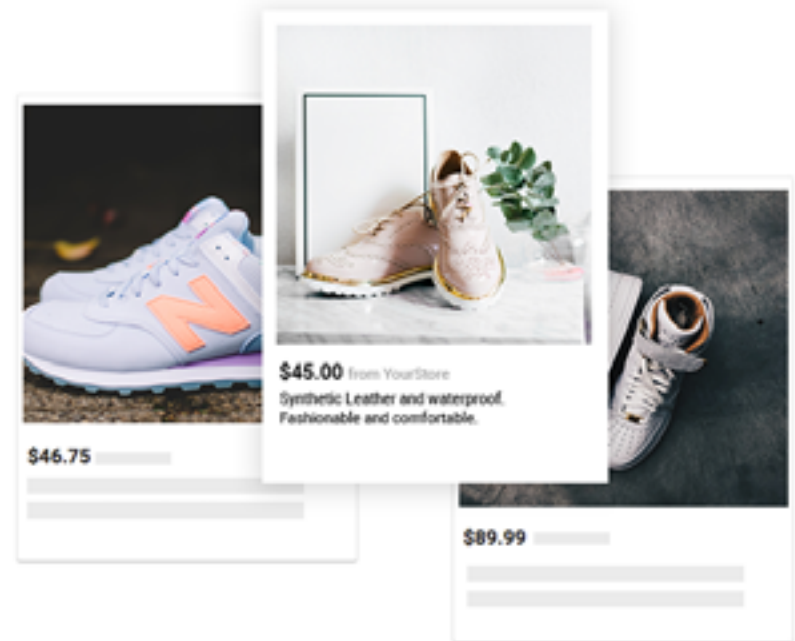 N
$46.75
$45.00 from YourStore
Synthetic Leather and waterproof.
Fashionable and comfortable.
$89.99